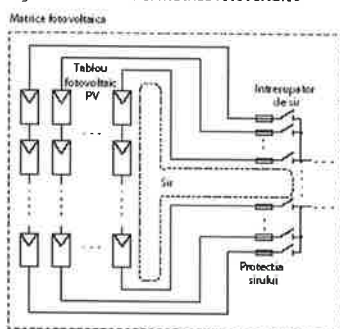 Matrice fotovoltaica
Tablou
fotovoltaic
PV
Intrerupator
de sir
Sir
Protectia
sirului